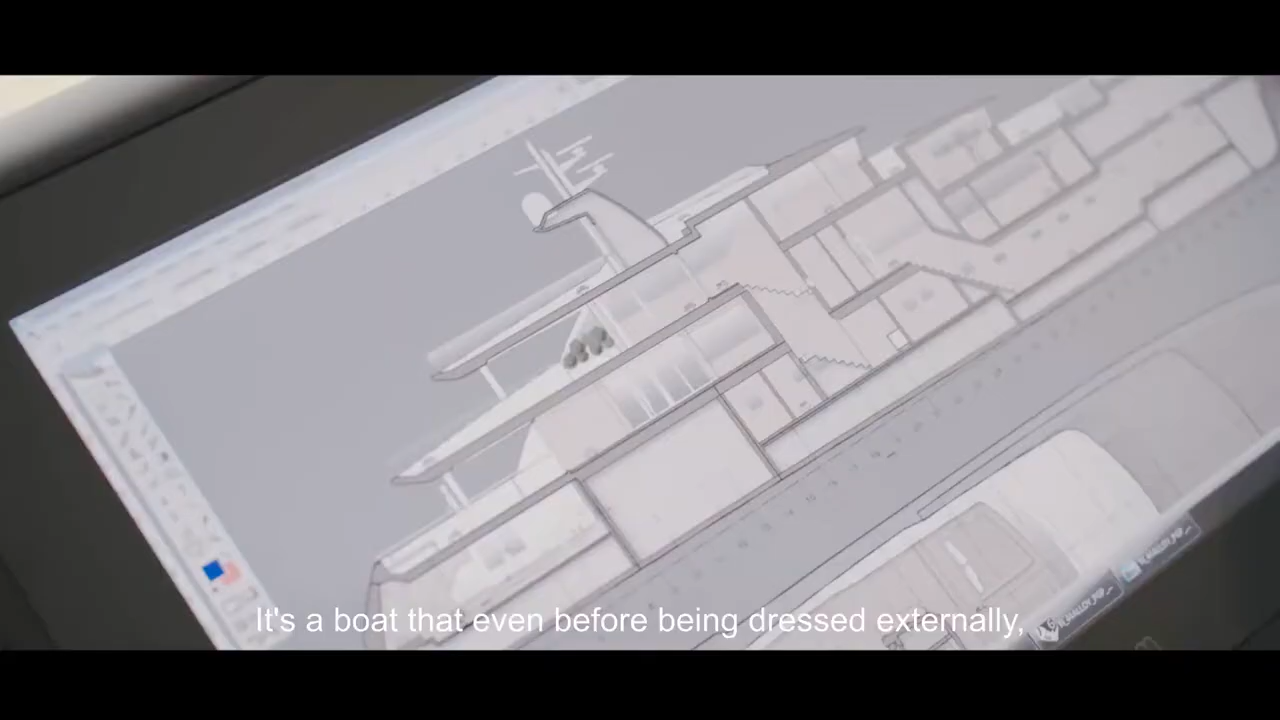 It's a boat that even before being dressed externally,